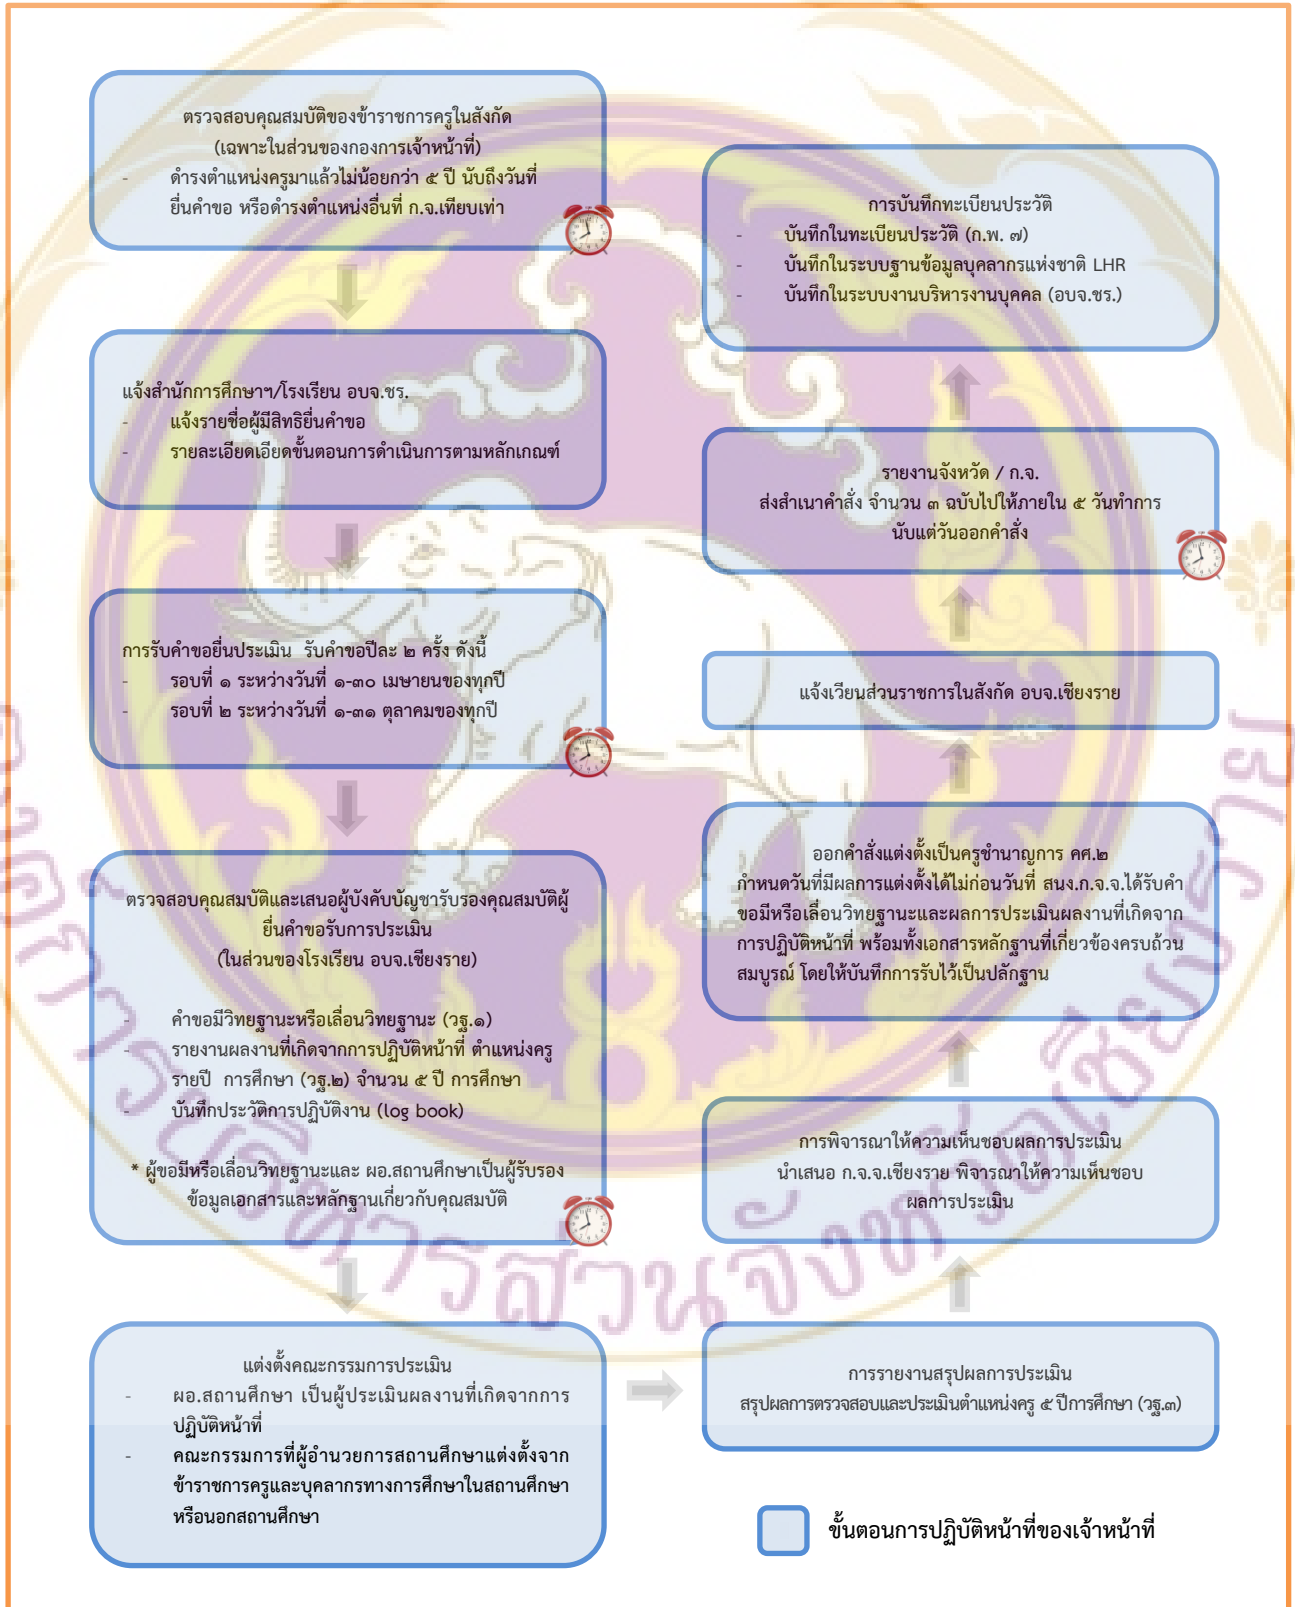 ตรวจสอบคุณสมบัติของข้าราชการครูในสังกัด
(เฉพาะในส่วนของกองการเจ้าหน้าที่)
- ดำรงตำแหน่งครูมาแล้วไม่น้อยกว่า ๕ ปี นับถึงวันที่
ยื่นคำขอ หรือดำรงตำแหน่งอื่นที่ ก.จ.เทียบเท่า
แจ้งสำนักการศึกษาฯ/โรงเรียน อบจ.ชร.
- แจ้งรายชื่อผู้มีสิทธิยื่นคำขอ
- รายละเอียดเอียดขั้นตอนการดำเนินการตามหลักเกณฑ์
การรับคำขอยื่นประเมิน รับคำขอปีละ ๒ ครั้ง ดังนี้
- รอบที่ ๑ ระหว่างวันที่ ๑-๓๐ เมษายนของทุกปี
- รอบที่ ๒ ระหว่างวันที่ ๑-๓๑ ตุลาคมของทุกปี
ตรวจสอบคุณสมบัติและเสนอผู้บังคับบัญชารับรองคุณสมบัติผู้
ยื่นคำขอรับการประเมิน
(ในส่วนของโรงเรียน อบจ.เชียงราย)
- คำขอมีวิทยฐานะหรือเลื่อนวิทยฐานะ (วฐ.๑)
- รายงานผลงานที่เกิดจากการปฏิบัติหน้าที่ ตำแหน่งครู
รายปี การศึกษา (วฐ.๒) จำนวน ๕ ปี การศึกษา
- บันทึกประวัติการปฏิบัติงาน (log book)
* ผู้ขอมีหรือเลื่อนวิทยฐานะและ ผอ.สถานศึกษาเป็นผู้รับรอง
ข้อมูลเอกสารและหลักฐานเกี่ยวกับคุณสมบัติ
แต่งตั้งคณะกรรมการประเมิน
- ผอ.สถานศึกษา เป็นผู้ประเมินผลงานที่เกิดจากการ
ปฏิบัติหน้าที่
- คณะกรรมการที่ผู้อำนวยการสถานศึกษาแต่งตั้งจาก
ข้าราชการครูและบุคลากรทางการศึกษาในสถานศึกษา
หรือนอกสถานศึกษา
การรายงานสรุปผลการประเมิน
สรุปผลการตรวจสอบและประเมินตำแหน่งครู ๕ ปีการศึกษา (วฐ.๓)
การพิจารณาให้ความเห็นชอบผลการประเมิน
นำเสนอ ก.จ.จ.เชียงราย พิจารณาให้ความเห็นชอบ
ผลการประเมิน
ออกคำสั่งแต่งตั้งเป็นครูชำนาญการ คศ.๒
กำหนดวันที่มีผลการแต่งตั้งได้ไม่ก่อนวันที่ สนง.ก.จ.จ.ได้รับคำ
ขอมีหรือเลื่อนวิทยฐานะและผลการประเมินผลงานที่เกิดจาก
การปฏิบัติหน้าที่ พร้อมทั้งเอกสารหลักฐานที่เกี่ยวข้องครบถ้วน
สมบูรณ์ โดยให้บันทึกการรับไว้เป็นปลักฐาน
แจ้งเวียนส่วนราชการในสังกัด อบจ.เชียงราย
รายงานจังหวัด / ก.จ.
ส่งสำเนาคำสั่ง จำนวน ๓ ฉบับไปให้ภายใน ๕ วันทำการ
นับแต่วันออกคำสั่ง
การบันทึกทะเบียนประวัติ
- บันทึกในทะเบียนประวัติ (ก.พ. ๗)
- บันทึกในระบบฐานข้อมูลบุคลากรแห่งชาติ LHR
- บันทึกในระบบงานบริหารงานบุคคล (อบจ.ชร.)
ขั้นตอนการปฏิบัติหน้าที่ของเจ้าหน้าที่
องค์การบริหารส่วนจังหวัดเชียงราย